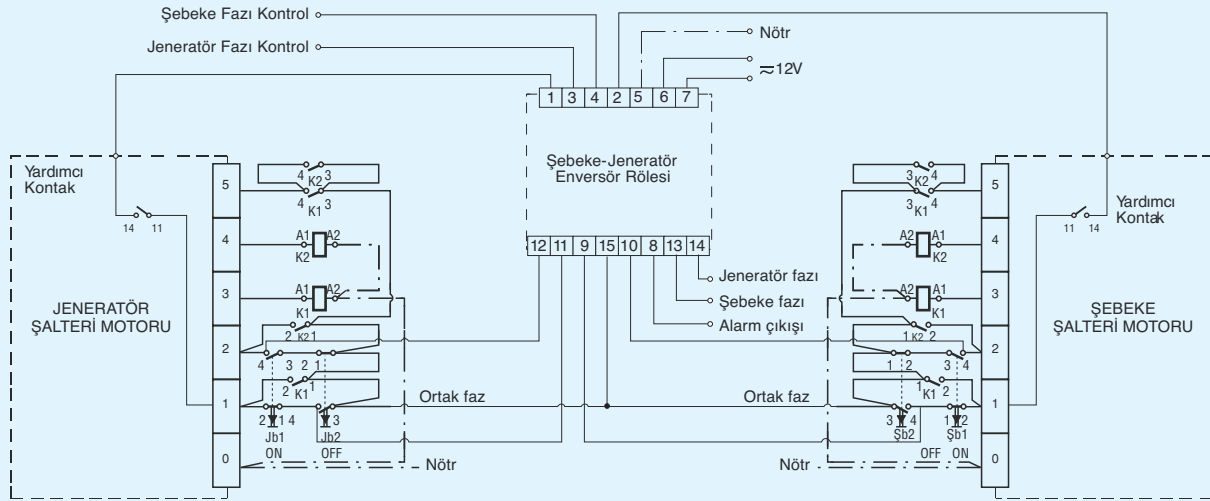 Şebeke Fazı Kontrol
Jeneratör Fazı Kontrol
Nötr
12V
1 3 4 2 5 6 7
Şebeke-Jeneratör
Enversör Rölesi
12 11 9 15 10 8 13 14
Jeneratör fazı
Şebeke fazı
Alarm çıkışı
Yardımcı
Kontak
14 11
JENERATÖR
ŞALTERİ MOTORU
5
4
3
2
1
0
4 K2 3
4 K1 3
A1 A2
K2
A1 A2
K1
2 K2 1
4 3 2 1
2 K1 1
2 1 4 3
Jb1 Jb2
ON OFF
Ortak faz
Nötr
Ortak faz
Nötr
3 K2 4
3 K1 4
A2 A1
K2
A2 A1
K1
1 K2 2
1 2 3 4
1 K1 2
3 4 1 2
Şb2 Şb1
OFF ON
5
4
3
2
1
0
Yardımcı
Kontak
11 14
ŞEBEKE
ŞALTERİ MOTORU